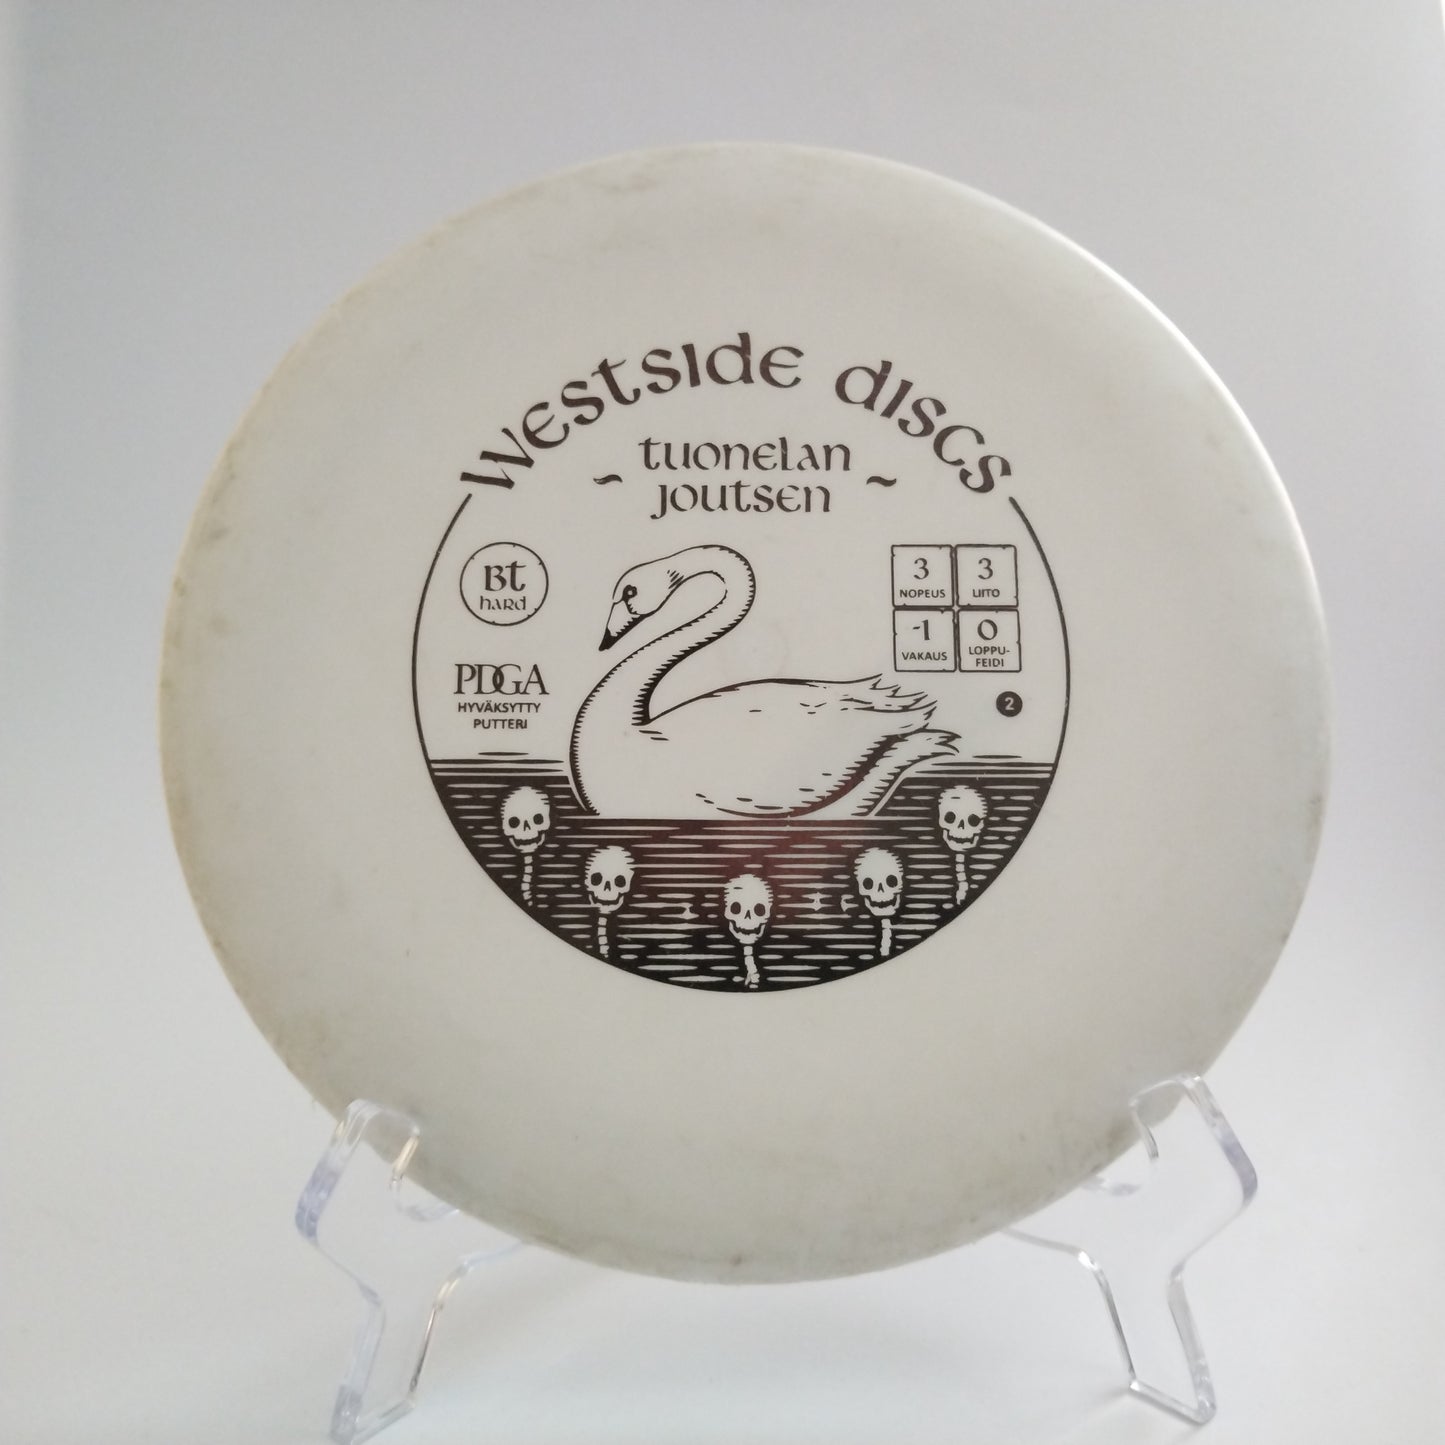 Westside Discs
~ Tuonelan ~
Joutsen
BT
hard
PDGA
HYVÄKSYTTY
PUTTERI
3
NOPEUS
3
LIITO
-1
VAKAUS
0
LOPPU-
FEIDI
2